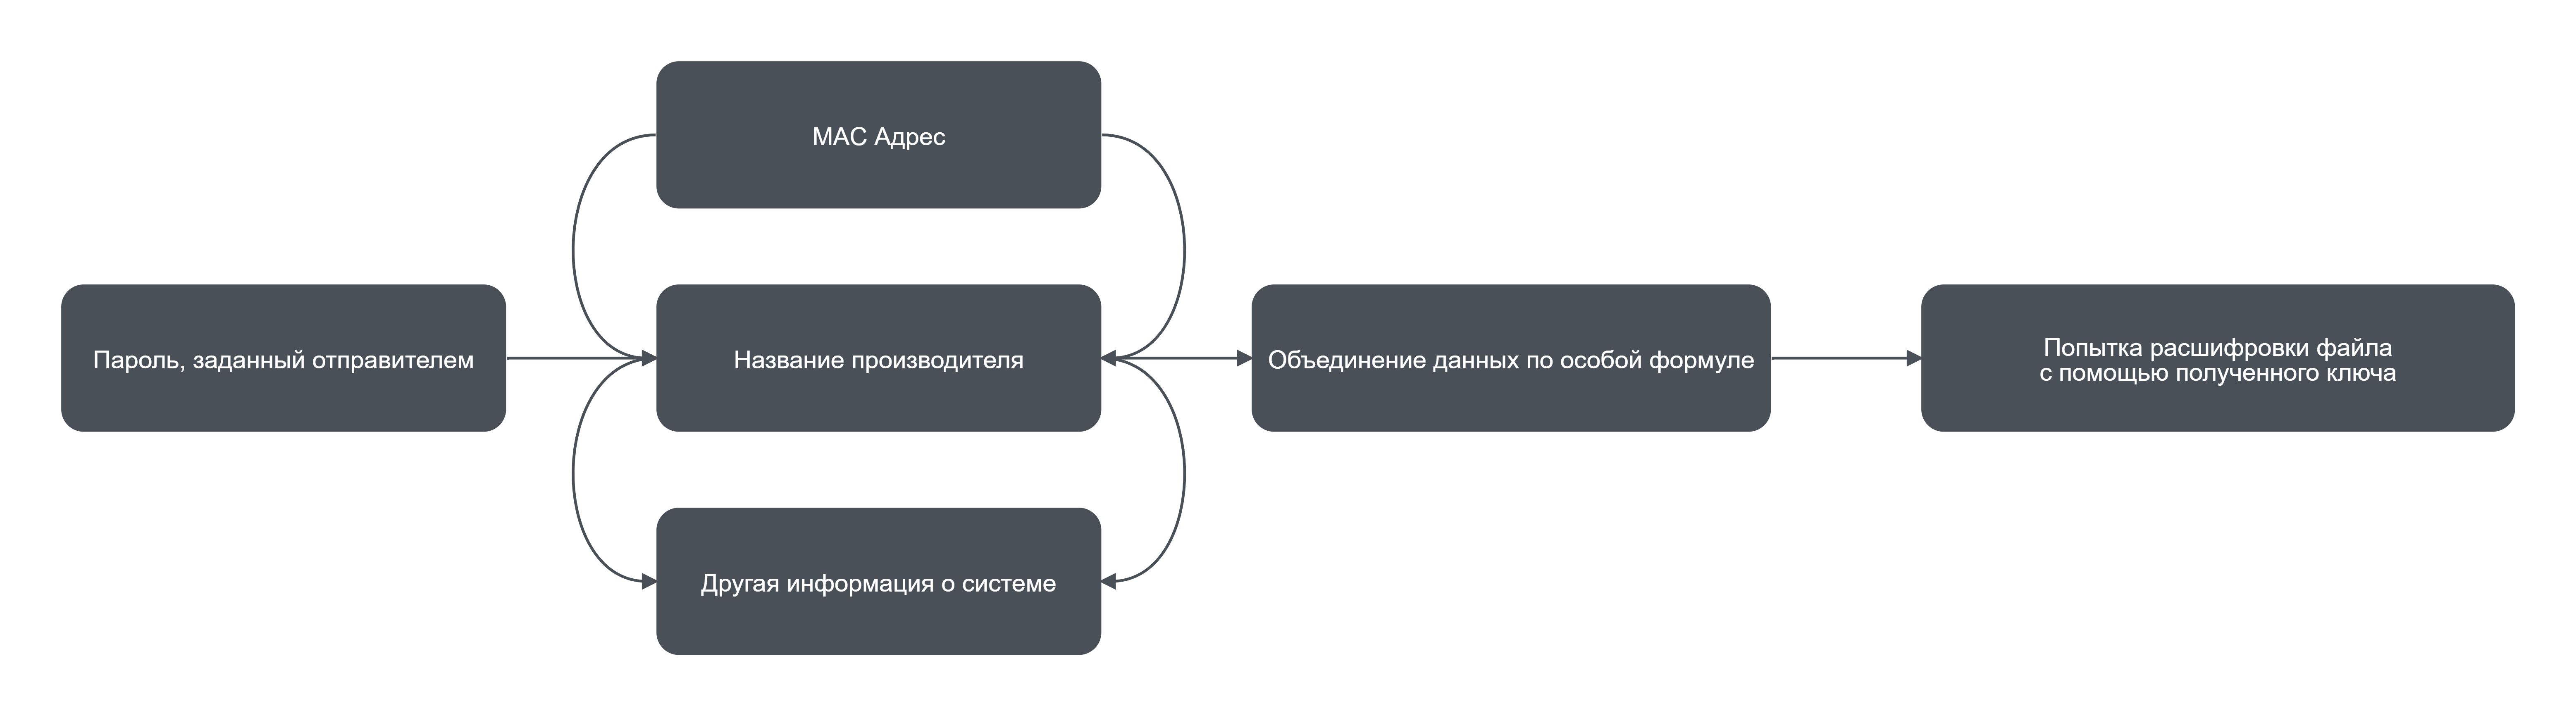 МАС Адрес
Пароль, заданный отправителем
Название производителя
Объединение данных по особой формуле
Попытка расшифровки файла
с помощью полученного ключа
Другая информация о системе